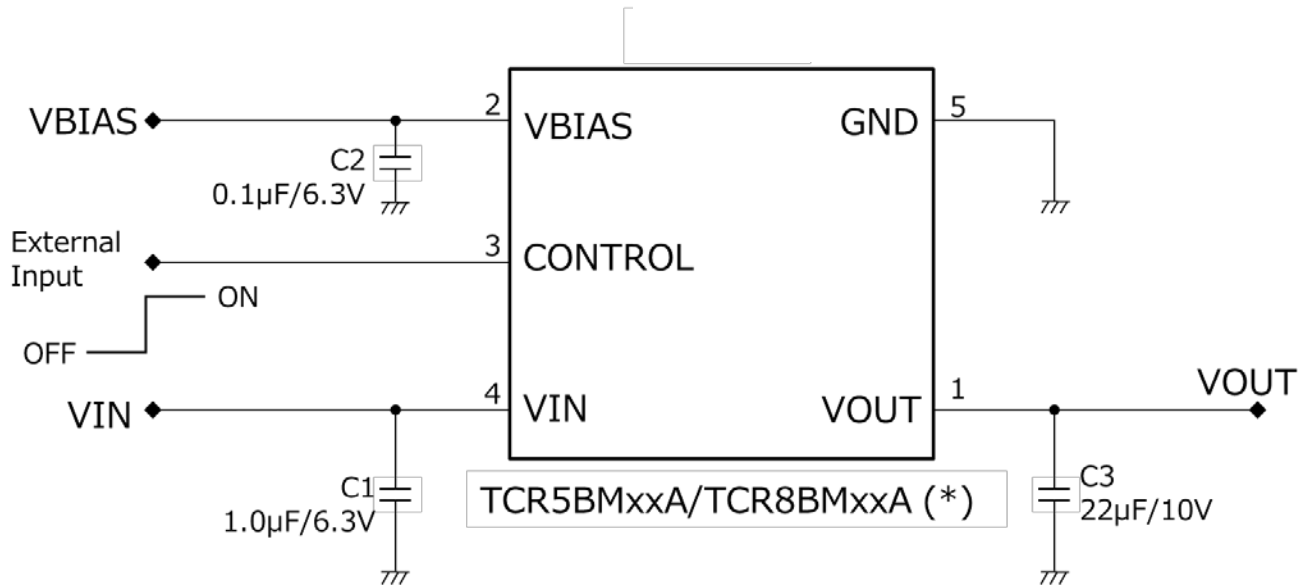 VBIAS
2
VBIAS
GND
5
C2
0.1µF/6.3V
External
Input
3
CONTROL
ON
OFF
VIN
4
VIN
VOUT
1
VOUT
C1
1.0µF/6.3V
TCR5BMxxA/TCR8BMxxA (*)
C3
22µF/10V